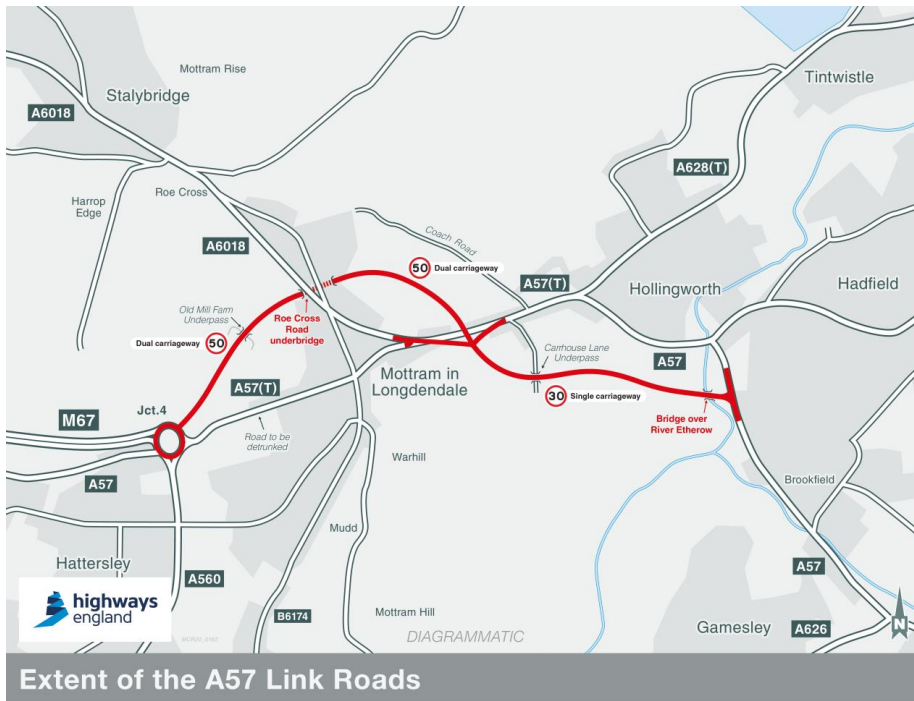 Mottram Rise
Stalybridge
Tintwistle
A6018
A628(T)
Roe Cross
Harrop
Edge
A6018
Coach Road
50 Dual carriageway
A57(T)
Hollingworth
Hadfield
Old Mill Farm
Underpass
Roe Cross
Road
underbridge
Dual carriageway 50
Carrhouse Lane
Underpass
A57
A57(T)
Mottram in
Longdendale
30 Single carriageway
Jct.4
M67
Bridge over
River Etherow
Road to be
detrunked
Warhill
A57
Brookfield
Mudd
Hattersley
A57
A560
highways
england
B6174
Mottram Hill
DIAGRAMMATIC
Gamesley
A626
N
Extent of the A57 Link Roads